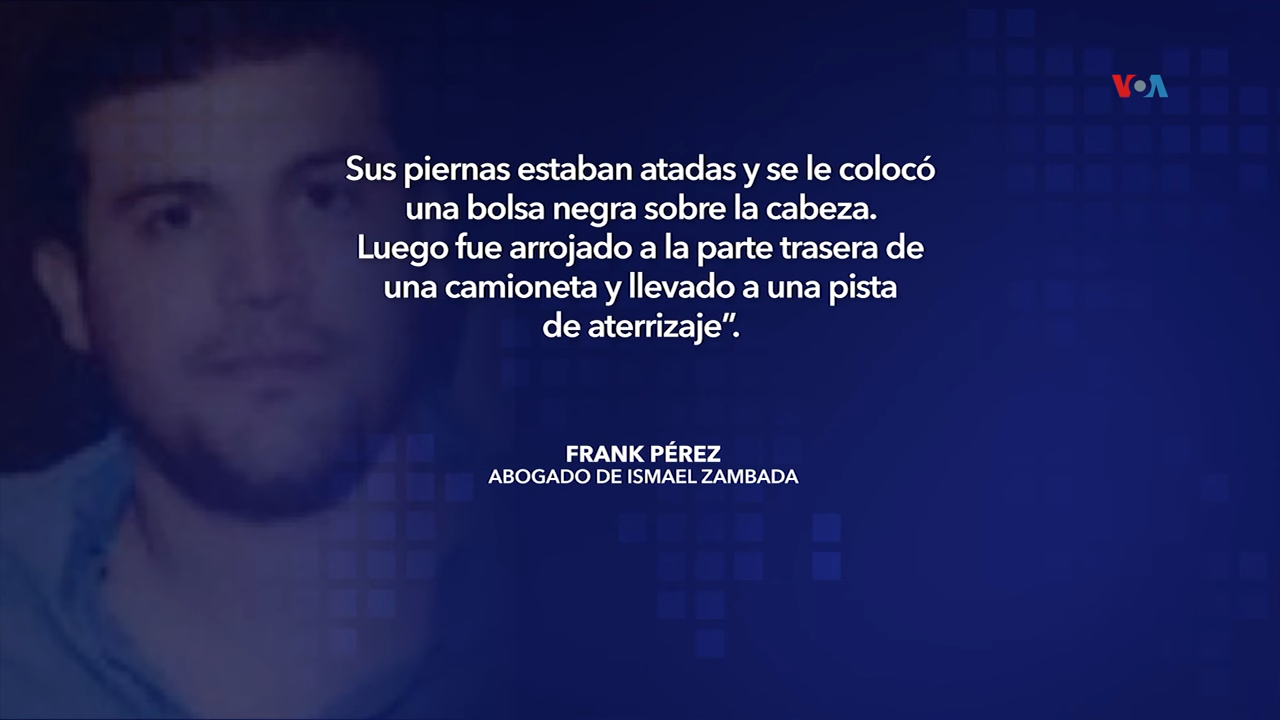 VOA
Sus piernas estaban atadas y se le colocó
una bolsa negra sobre la cabeza.
Luego fue arrojado a la parte trasera de
una camioneta y llevado a una pista
de aterrizaje”.
FRANK PÉREZ
ABOGADO DE ISMAEL ZAMBADA